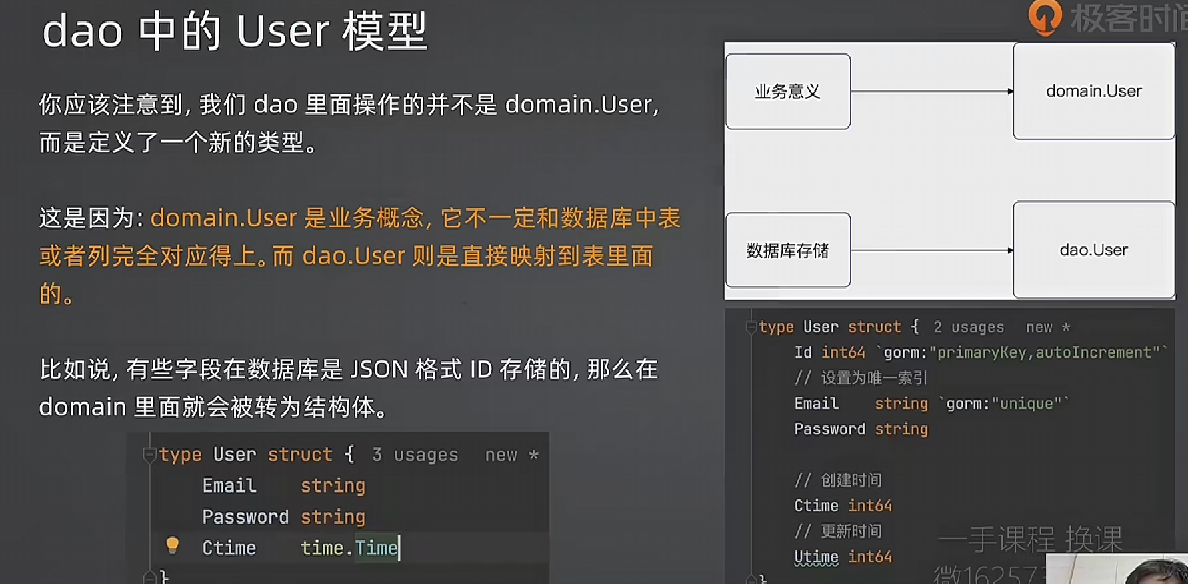 dao 中的 User 模型
极客时间
你应该注意到, 我们 dao 里面操作的并不是 domain.User,
而是定义了一个新的类型。
这是因为: domain.User 是业务概念, 它不一定和数据库中表
或者列完全对应得上。而 dao.User 则是直接映射到表里面
的。
比如说, 有些字段在数据库是 JSON 格式 ID 存储的, 那么在
domain 里面就会被转为结构体。
type User struct { 3 usages new *
Email string
Password string
Ctime time.Time
}
业务意义
domain.User
数据库存储
dao.User
type User struct { 2 usages new *
Id int64 `gorm:"primaryKey,autoIncrement"`
// 设置为唯一索引
Email string `gorm:"unique"`
Password string
// 创建时间
Ctime int64
// 更新时间
Utime int64
}
一手课程 换课